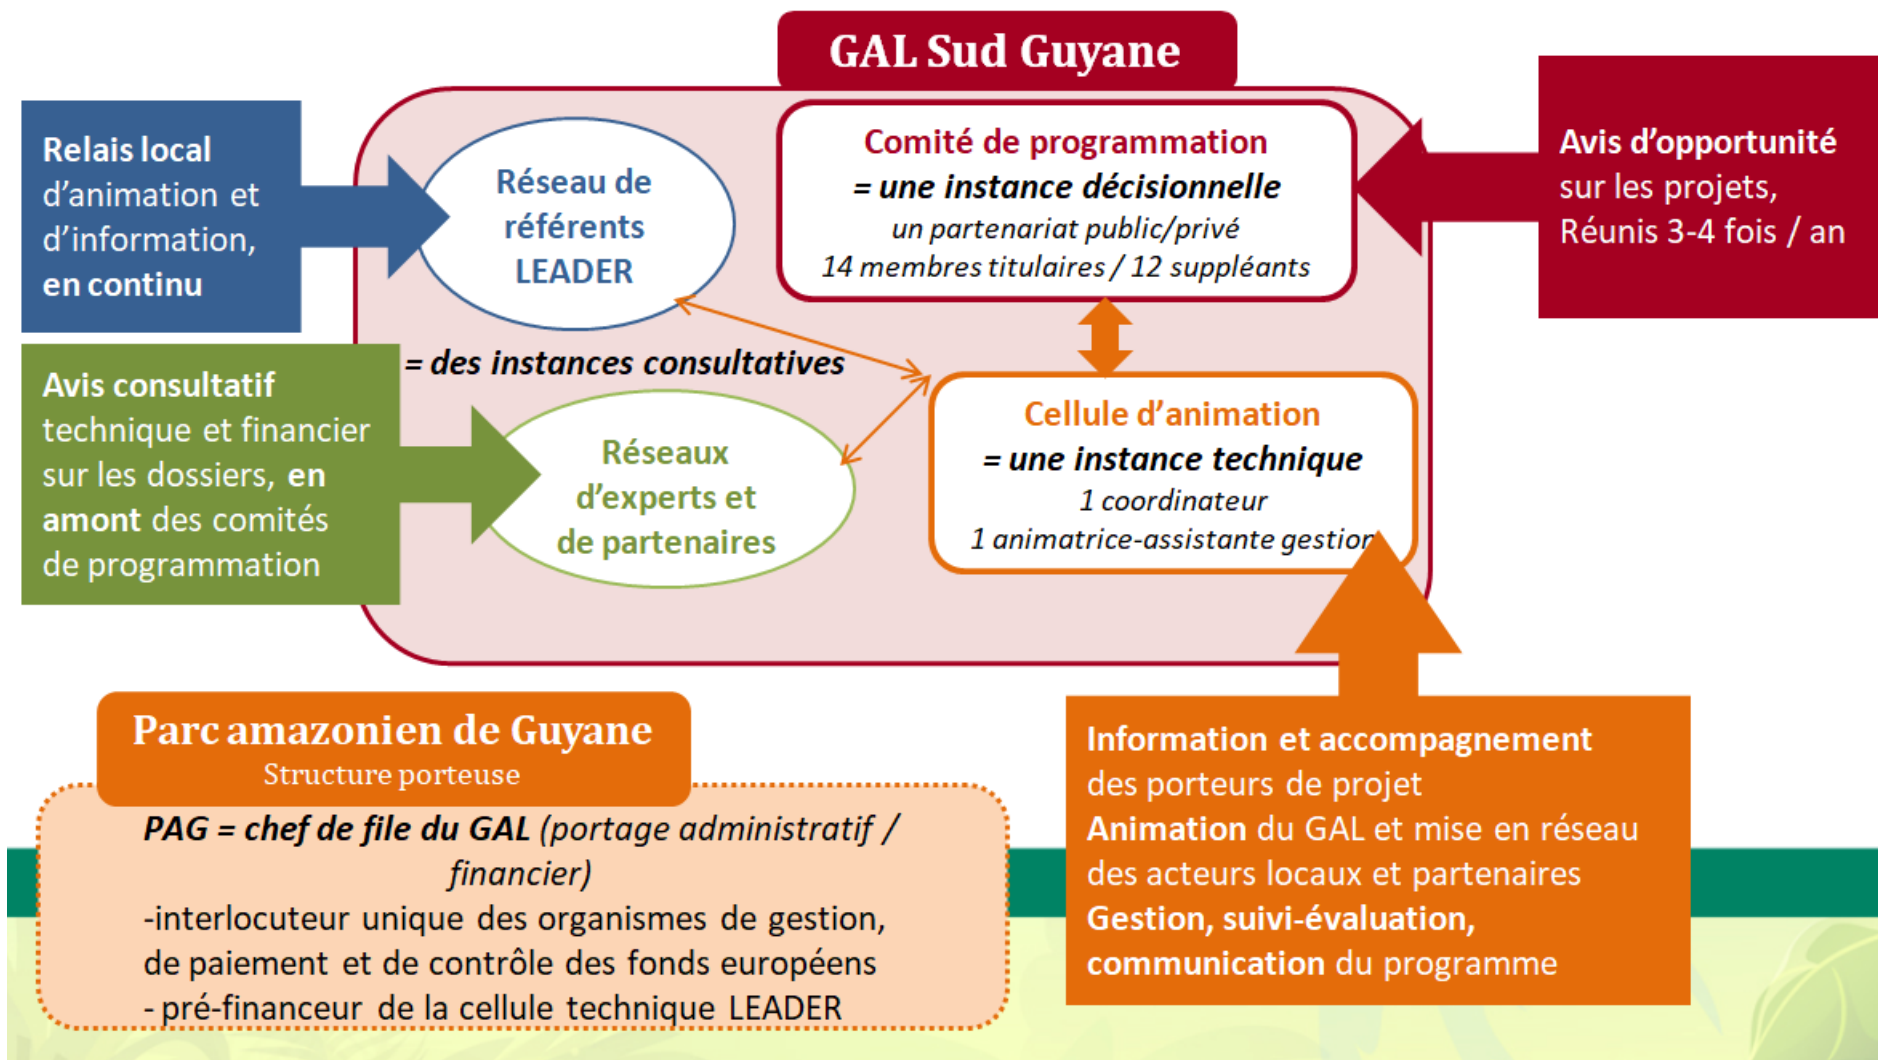 GAL Sud Guyane
Relais local
d’animation et
d’information,
en continu
Réseau de
référents
LEADER
Comité de programmation
= une instance décisionnelle
un partenariat public/privé
14 membres titulaires / 12 suppléants
Avis d’opportunité
sur les projets,
Réunis 3-4 fois / an
= des instances consultatives
Avis consultatif
technique et financier
sur les dossiers, en
amont des comités
de programmation
Réseaux
d’experts et
de partenaires
Cellule d’animation
= une instance technique
1 coordinateur
1 animatrice-assistante gestion
Parc amazonien de Guyane
Structure porteuse
PAG = chef de file du GAL (portage administratif /
financier)
-interlocuteur unique des organismes de gestion,
de paiement et de contrôle des fonds européens
- pré-financeur de la cellule technique LEADER
Information et accompagnement
des porteurs de projet
Animation du GAL et mise en réseau
des acteurs locaux et partenaires
Gestion, suivi-évaluation,
communication du programme